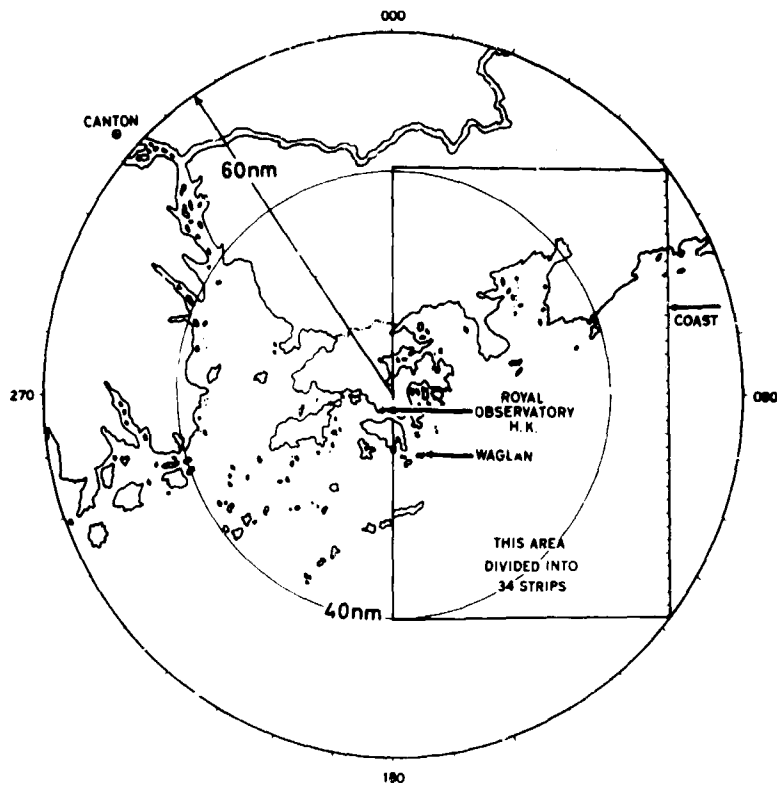 000
CANTON
60nm
COAST
270
080
ROYAL
OBSERVATORY
H.K.
WAGLAN
THIS AREA
DIVIDED INTO
34 STRIPS
40nm
180